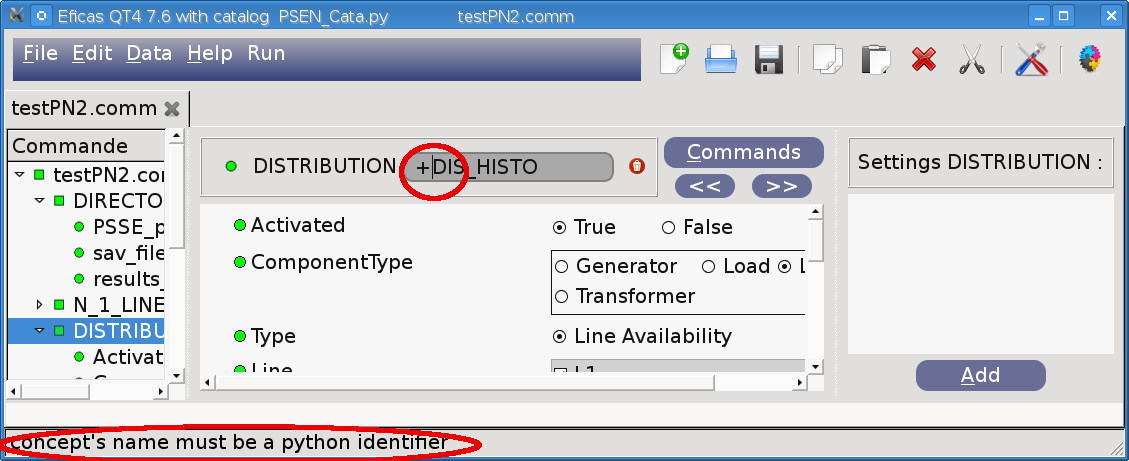 Eficas QT4 7.6 with catalog PSEN_Cata.py testPN2.comm
File Edit Data Help Run
testPN2.comm
Commande
testPN2.co
DIRECTO
PSSE_p
sav_file
results_
N_1_LINE
DISTRIBU
Activat
DISTRIBUTION +DIS_HISTO
Commands
<< >>
Activated True False
ComponentType Generator Load L
Transformer
Type Line Availability
Line L1
Settings DISTRIBUTION :
Add
concept's name must be a python identifier